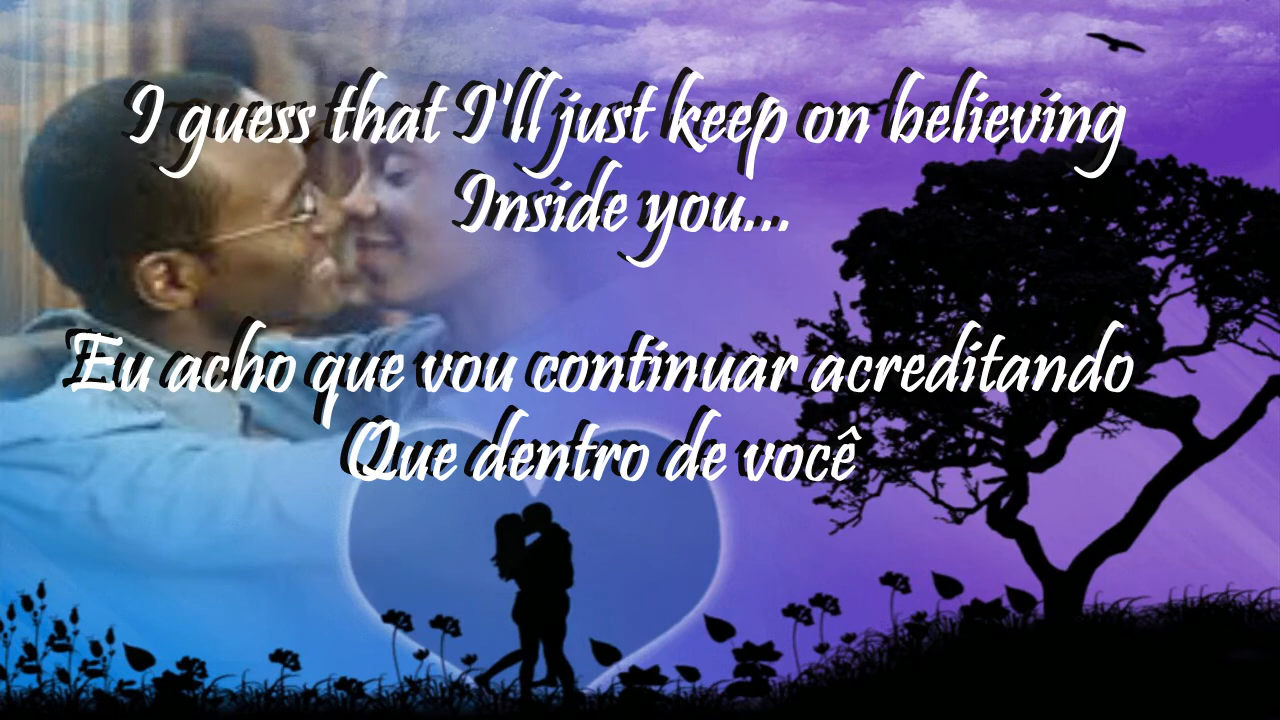 I guess that I'll just keep on believing
Inside you...
Eu acho que vou continuar acreditando
Que dentro de você